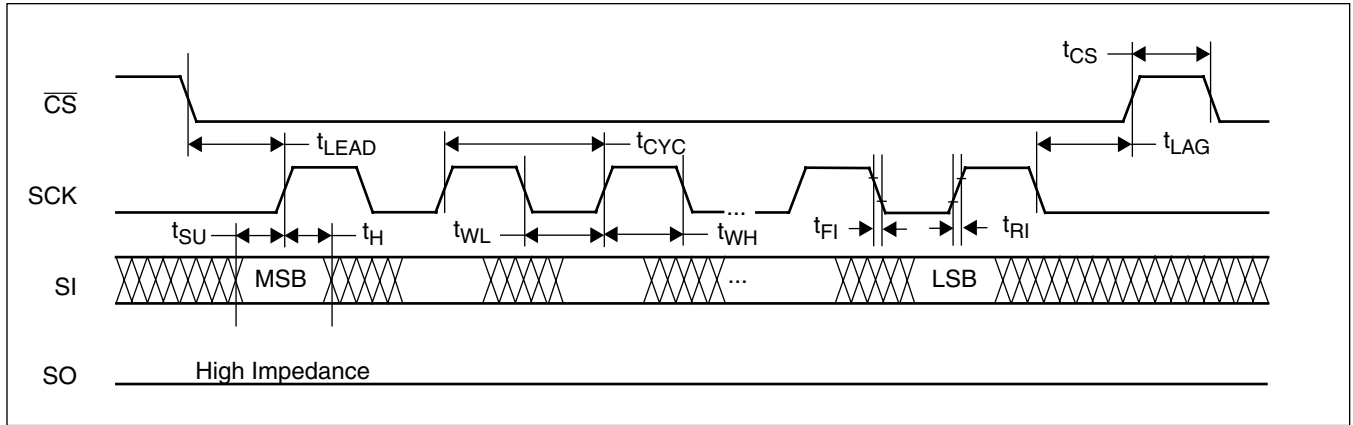 tCS
CS
tLEAD
tCYC
tLAG
SCK
...
tSU
tH
tWL
tWH
tFI
tRI
SI
MSB
...
LSB
SO
High Impedance